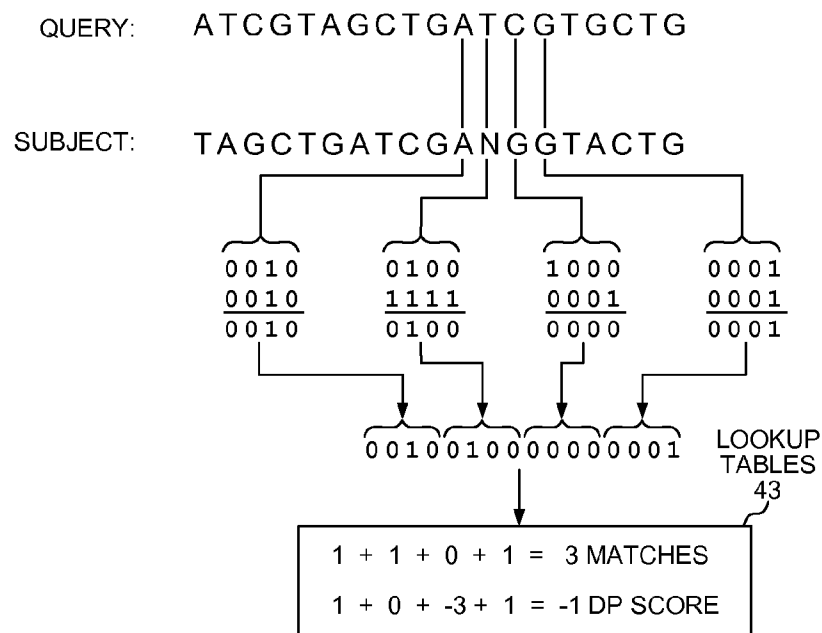 QUERY: ATCGTAGCTGATCGTGCTG
SUBJECT: TAGCTGATCGANGGTACTG
0010 0100 1000 0001
0010 1111 0001 0001
0010 0100 0000 0001
0010010000000001
LOOKUP
TABLES
43
1 + 1 + 0 + 1 = 3 MATCHES
1 + 0 + -3 + 1 = -1 DP SCORE